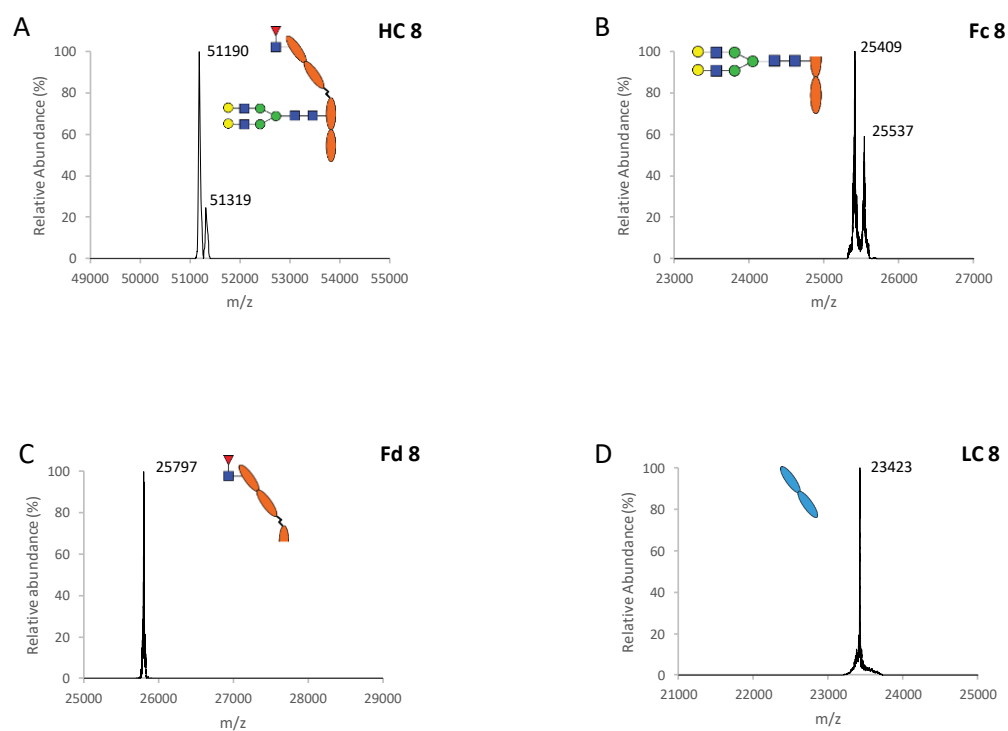 A
HC 8
Relative Abundance (%)
100
80
60
40
20
0
51190
51319
49000 50000 51000 52000 53000 54000 55000
m/z
B
Fc 8
Relative Abundance (%)
100
80
60
40
20
0
25409
25537
23000 24000 25000 26000 27000
m/z
C
Fd 8
Relative abundance (%)
100
80
60
40
20
0
25797
25000 26000 27000 28000 29000
m/z
D
LC 8
Relative Abundance (%)
100
80
60
40
20
0
23423
21000 22000 23000 24000 25000
m/z